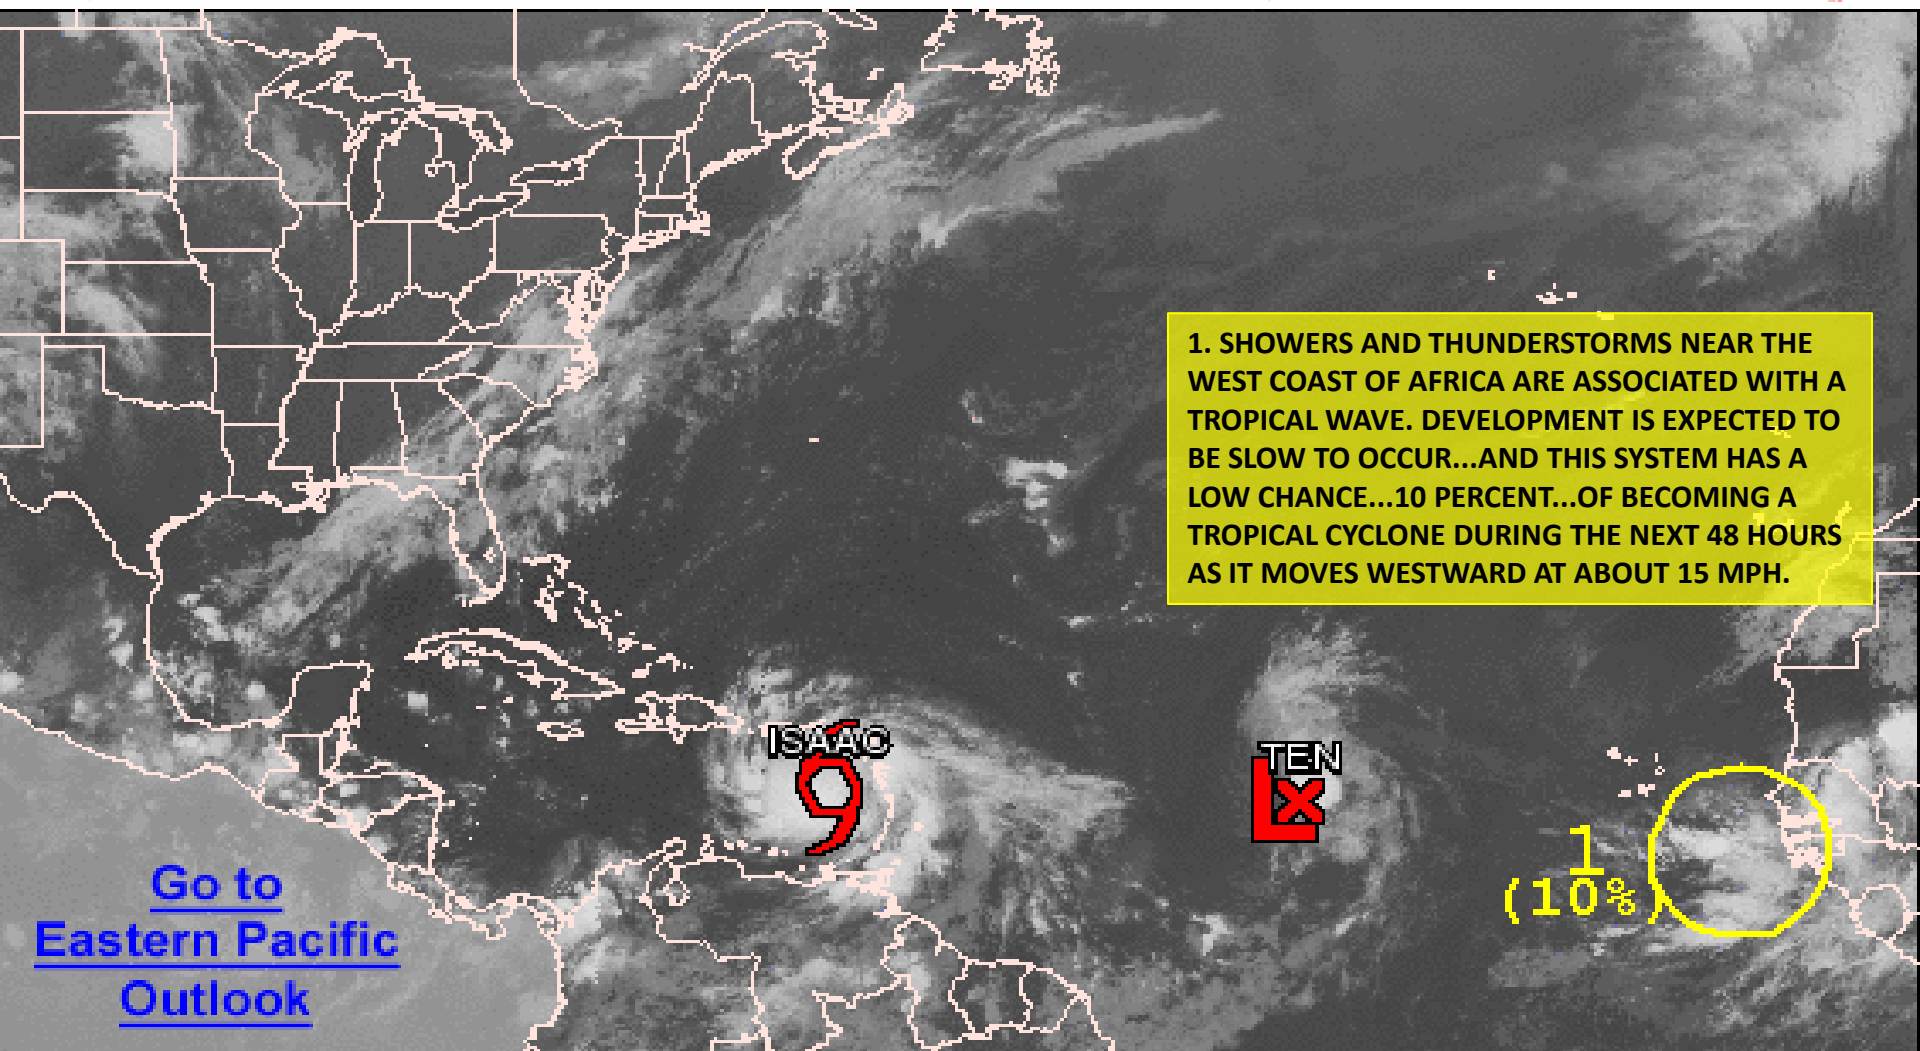 1. SHOWERS AND THUNDERSTORMS NEAR THE
WEST COAST OF AFRICA ARE ASSOCIATED WITH A
TROPICAL WAVE. DEVELOPMENT IS EXPECTED TO
BE SLOW TO OCCUR...AND THIS SYSTEM HAS A
LOW CHANCE...10 PERCENT...OF BECOMING A
TROPICAL CYCLONE DURING THE NEXT 48 HOURS
AS IT MOVES WESTWARD AT ABOUT 15 MPH.
ISAAC
TEN
1
(10%)
Go to
Eastern Pacific
Outlook